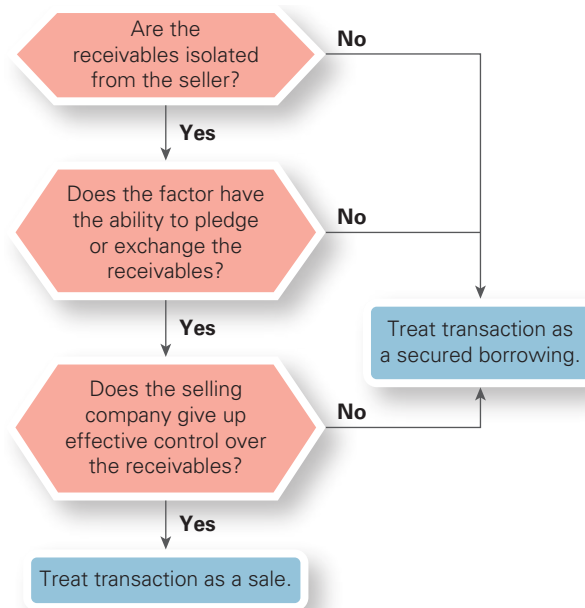 Are the
receivables isolated
from the seller?
No
Yes
Does the factor have
the ability to pledge
or exchange the
receivables?
No
Yes
Treat transaction as
a secured borrowing.
Does the selling
company give up
effective control over
the receivables?
No
Yes
Treat transaction as a sale.